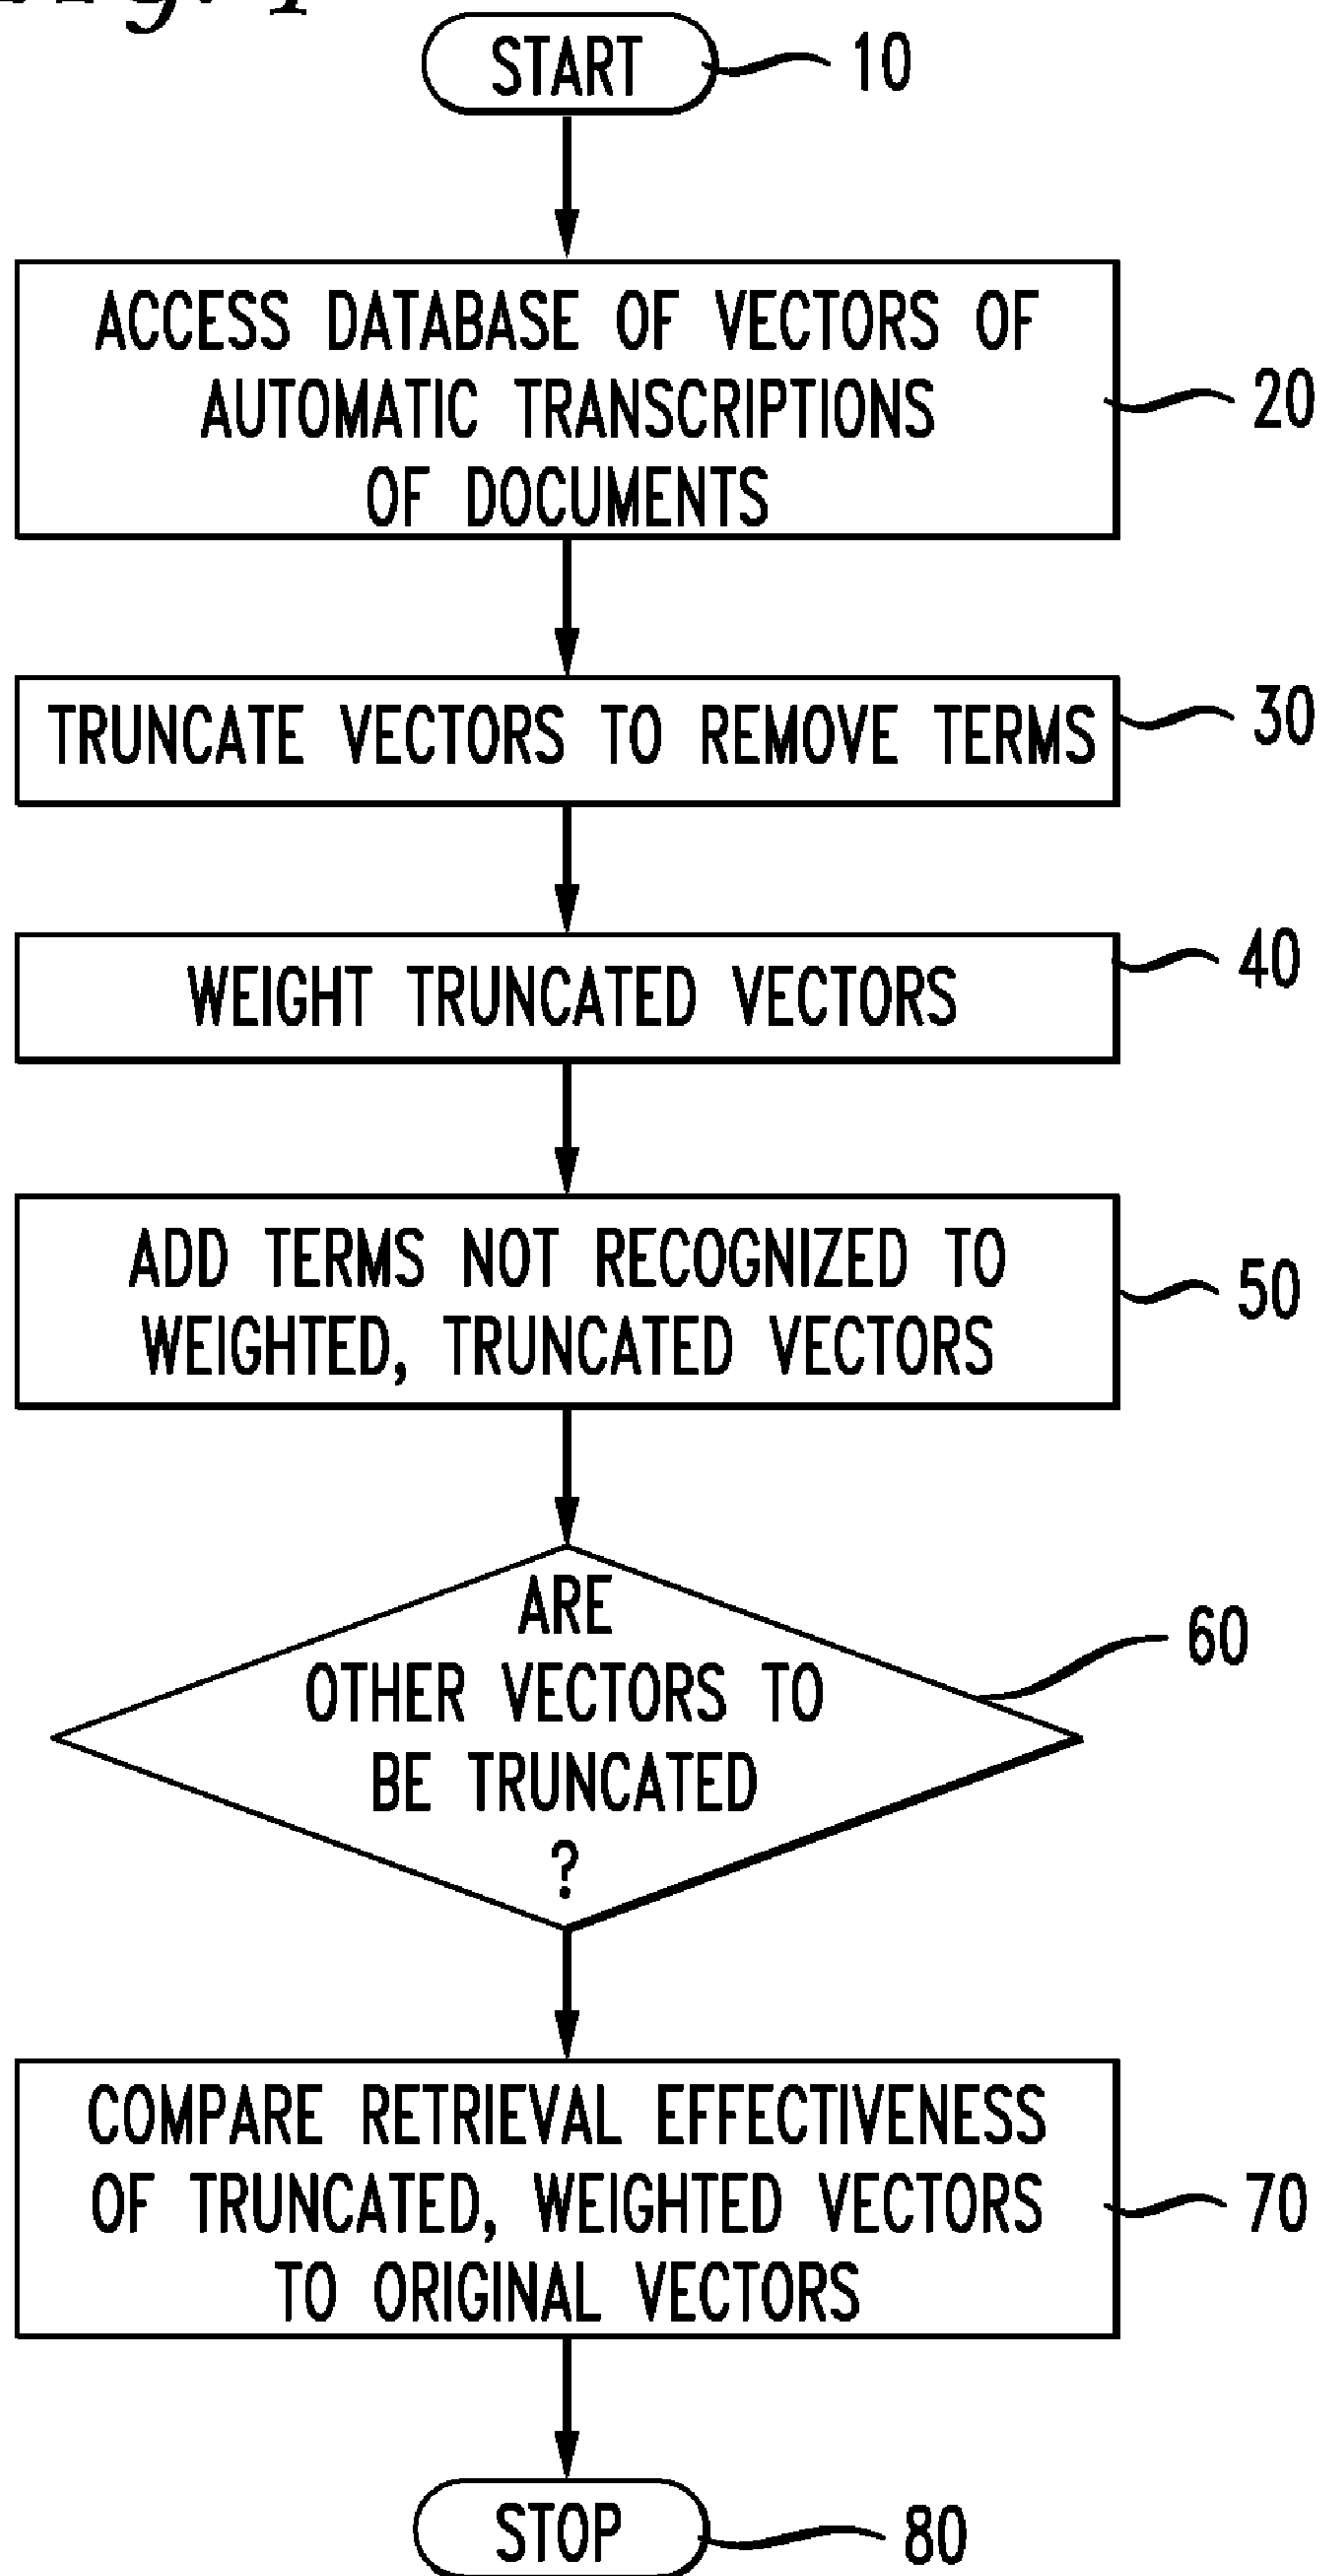 START
10
ACCESS DATABASE OF VECTORS OF
AUTOMATIC TRANSCRIPTIONS
OF DOCUMENTS
20
TRUNCATE VECTORS TO REMOVE TERMS
30
WEIGHT TRUNCATED VECTORS
40
ADD TERMS NOT RECOGNIZED TO
WEIGHTED, TRUNCATED VECTORS
50
ARE
OTHER VECTORS TO
BE TRUNCATED
?
60
COMPARE RETRIEVAL EFFECTIVENESS
OF TRUNCATED, WEIGHTED VECTORS
TO ORIGINAL VECTORS
70
STOP
80